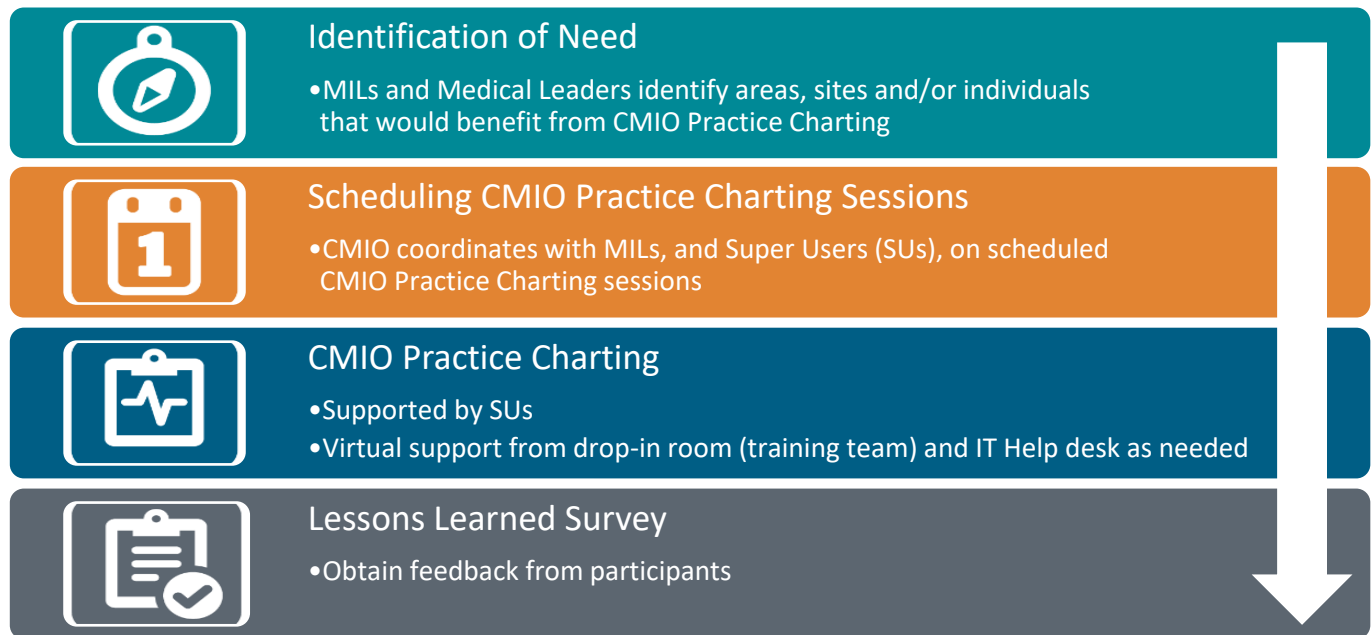 Identification of Need
•MILs and Medical Leaders identify areas, sites and/or individuals
that would benefit from CMIO Practice Charting
1
Scheduling CMIO Practice Charting Sessions
•CMIO coordinates with MILs, and Super Users (SUs), on scheduled
CMIO Practice Charting sessions
CMIO Practice Charting
•Supported by SUs
•Virtual support from drop-in room (training team) and IT Help desk as needed
Lessons Learned Survey
•Obtain feedback from participants